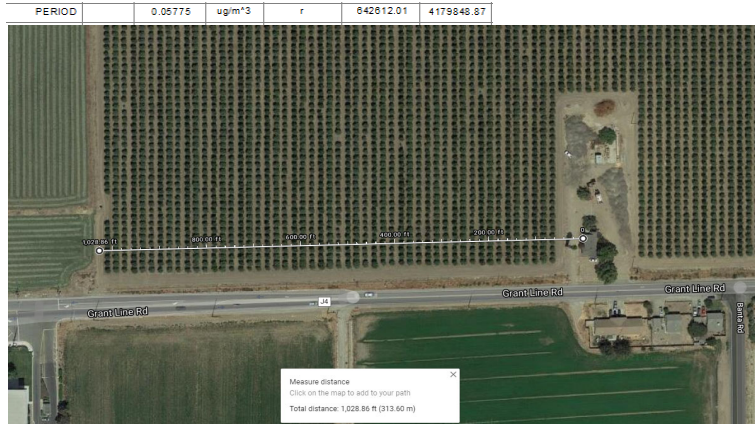 PERIOD 0.05775 ug/m^3 r 642612.01 4179848.87
1,028.86 ft 800.00 ft 600.00 ft 400.00 ft 200.00 ft 0
Grant Line Rd J4 Grant Line Rd Grant Line Rd
Banta Rd
Measure distance
Click on the map to add to your path
Total distance: 1,028.86 ft (313.60 m)